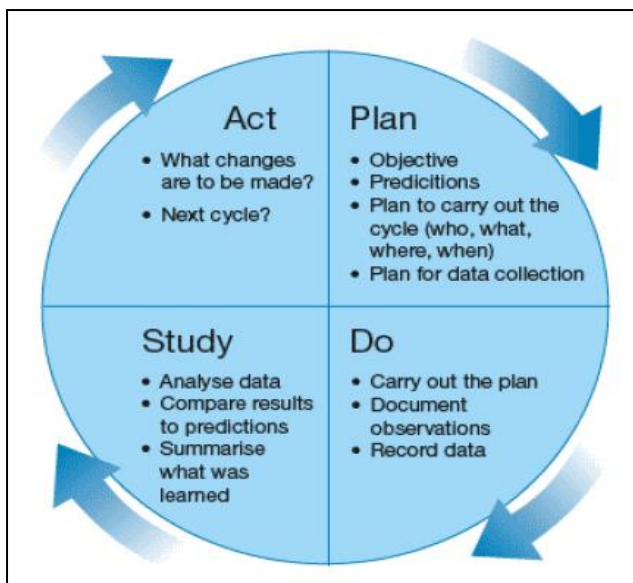 Act
• What changes
are to be made?
• Next cycle?
Plan
• Objective
• Predicitions
• Plan to carry out the
cycle (who, what,
where, when)
• Plan for data collection
Study
• Analyse data
• Compare results
to predictions
• Summarise
what was
learned
Do
• Carry out the plan
• Document
observations
• Record data